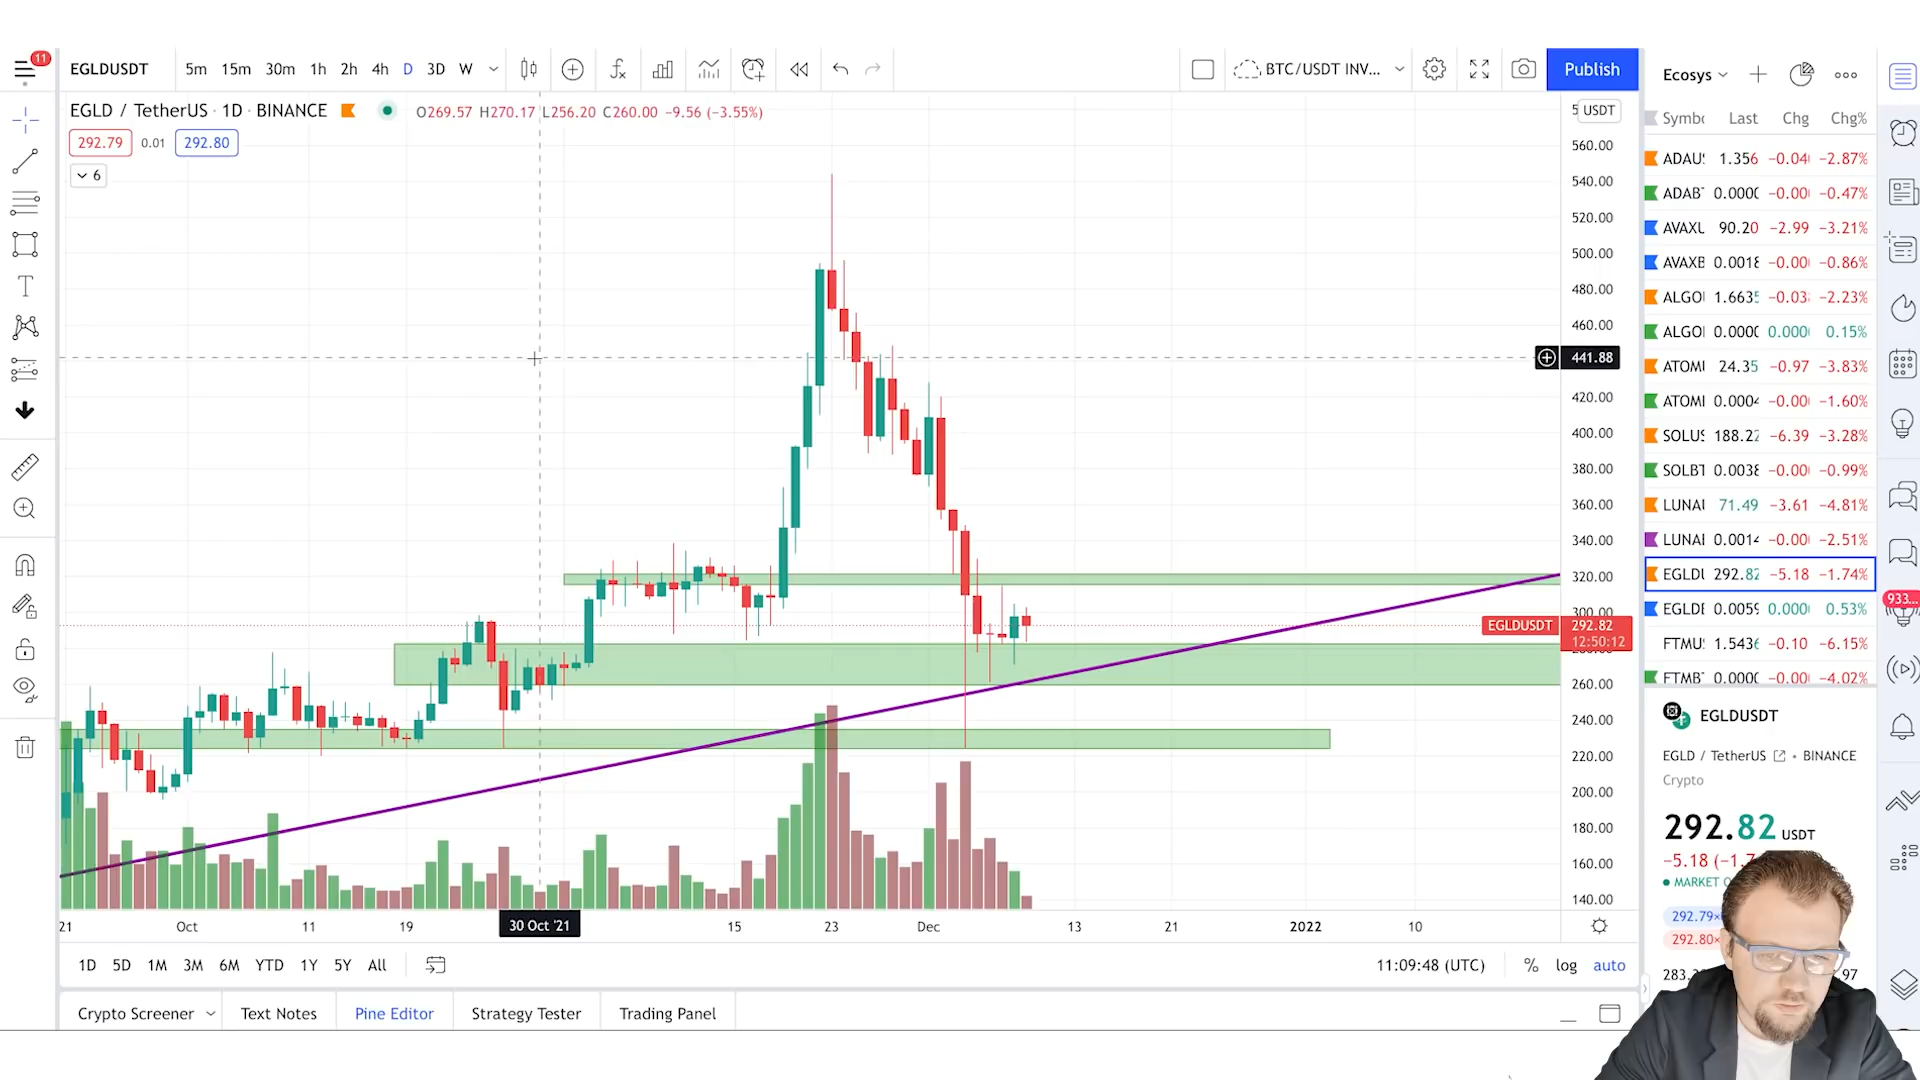 11
EGLDUSDT 5m 15m 30m 1h 2h 4h D 3D W BTC/USDT INV... Publish
EGLD / TetherUS · 1D · BINANCE O269.57 H270.17 L256.20 C260.00 −9.56 (−3.55%)
292.79 0.01 292.80
6
USDT
560.00
540.00
520.00
500.00
480.00
460.00
441.88
420.00
400.00
380.00
360.00
340.00
320.00
300.00
EGLDUSDT 292.82
12:50:12
260.00
240.00
220.00
200.00
180.00
160.00
140.00
21 Oct 11 19 30 Oct '21 15 23 Dec 13 21 2022 10
1D 5D 1M 3M 6M YTD 1Y 5Y All 11:09:48 (UTC) % log auto
Crypto Screener Text Notes Pine Editor Strategy Tester Trading Panel
Ecosys
Symb Last Chg Chg%
ADAU 1.356 −0.04 −2.87%
ADAB 0.0000 −0.00 −0.47%
AVAXU 90.20 −2.99 −3.21%
AVAXB 0.0018 −0.00 −0.86%
ALGO 1.6635 −0.03 −2.23%
ALGO 0.0000 0.000 0.15%
ATOM 24.35 −0.97 −3.83%
ATOM 0.0004 −0.00 −1.60%
SOLUS 188.22 −6.39 −3.28%
SOLBT 0.0038 −0.00 −0.99%
LUNA 71.49 −3.61 −4.81%
LUNA 0.0014 −0.00 −2.51%
EGLDU 292.82 −5.18 −1.74%
EGLDB 0.0059 0.000 0.53%
FTMU 1.5436 −0.10 −6.15%
FTMBT 0.0000 −0.00 −4.02%
933...
EGLDUSDT
EGLD / TetherUS • BINANCE
Crypto
292.82 USDT
−5.18 (−1.7
MARKET O
292.79×
292.80×
283.2 97